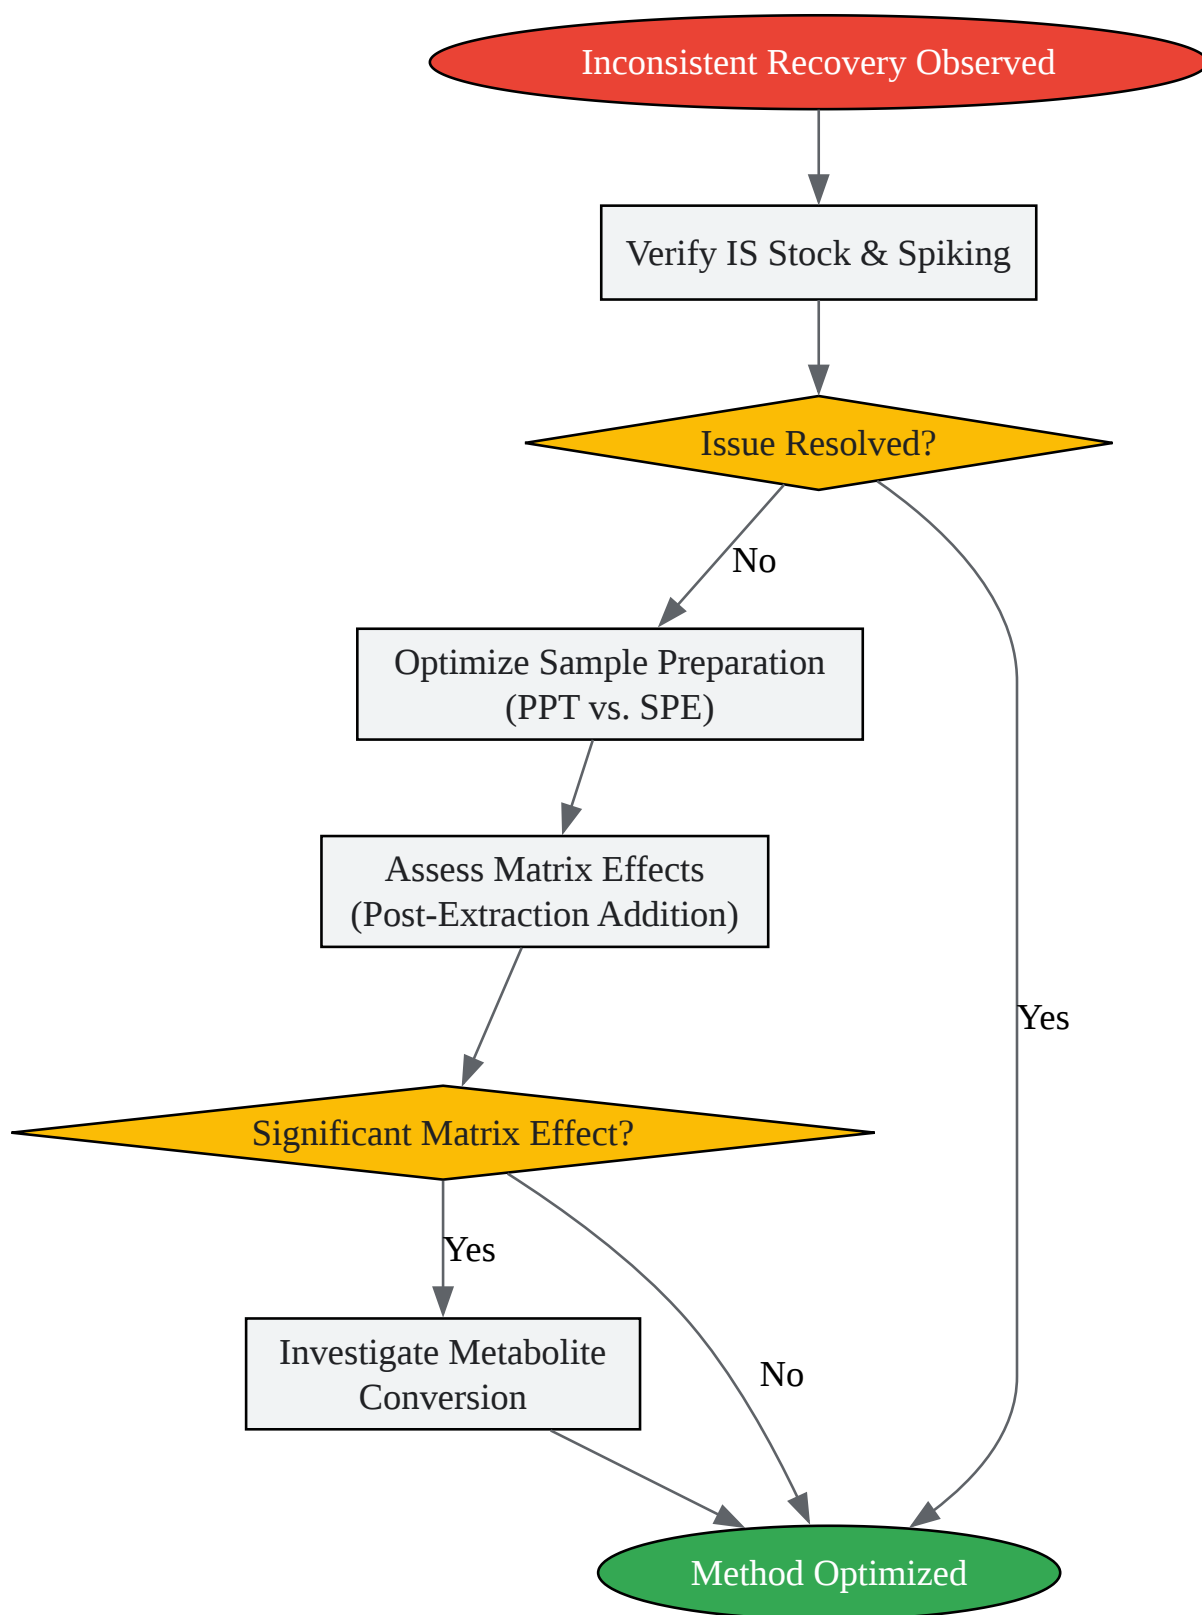 Inconsistent Recovery Observed
Verify IS Stock & Spiking
Issue Resolved?
No
Optimize Sample Preparation
(PPT vs. SPE)
Assess Matrix Effects
(Post-Extraction Addition)
Yes
Significant Matrix Effect?
Yes
Investigate Metabolite
Conversion
No
Method Optimized